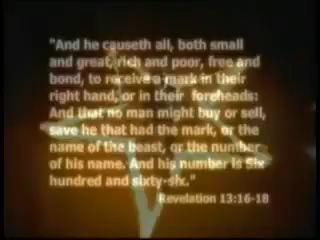 "And he causeth all, both small
and great, rich and poor, free and
bond, to receive a mark in their
right hand, or in their foreheads:
And that no man might buy or sell,
save he that had the mark, or the
name of the beast, or the number
of his name. And his number is Six
hundred and sixty-six."
Revelation 13:16-18